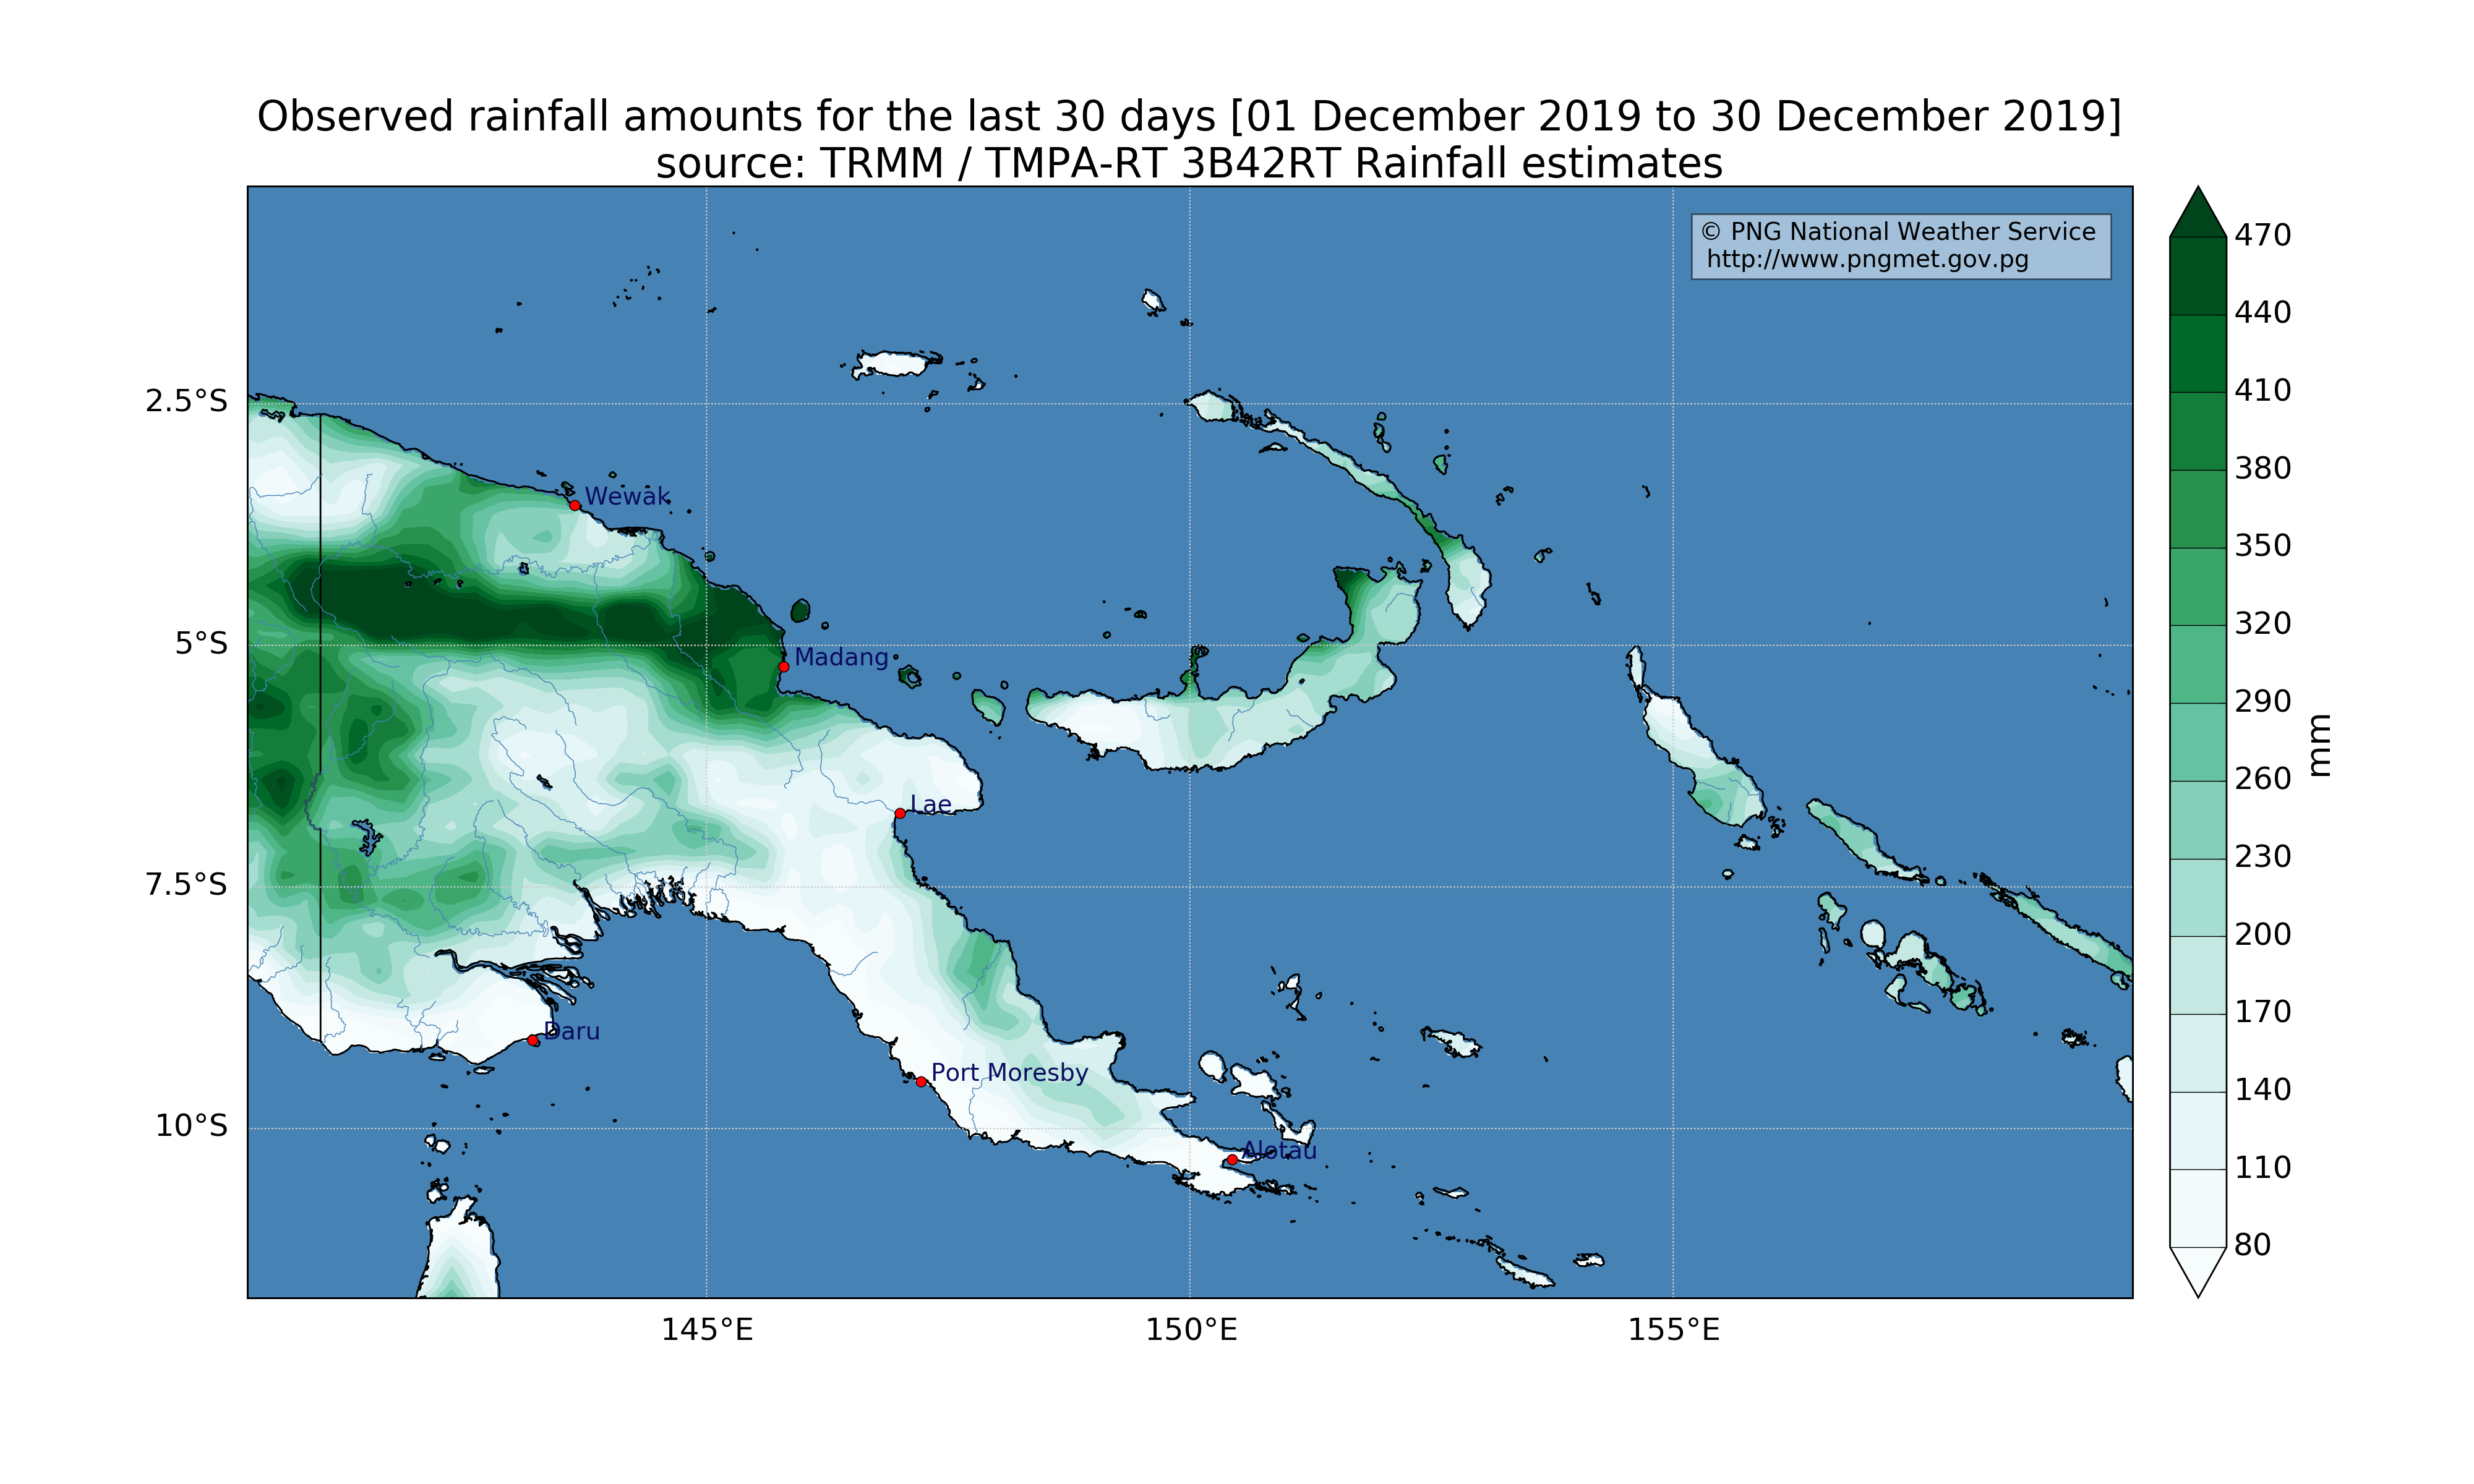 Observed rainfall amounts for the last 30 days [01 December 2019 to 30 December 2019]
source: TRMM / TMPA-RT 3B42RT Rainfall estimates
© PNG National Weather Service
http://www.pngmet.gov.pg
470
440
410
380
350
320
290
260
230
200
170
140
110
80
mm
2.5°S
5°S
7.5°S
10°S
Wewak
Madang
Lae
Daru
Port Moresby
Alotau
145°E
150°E
155°E